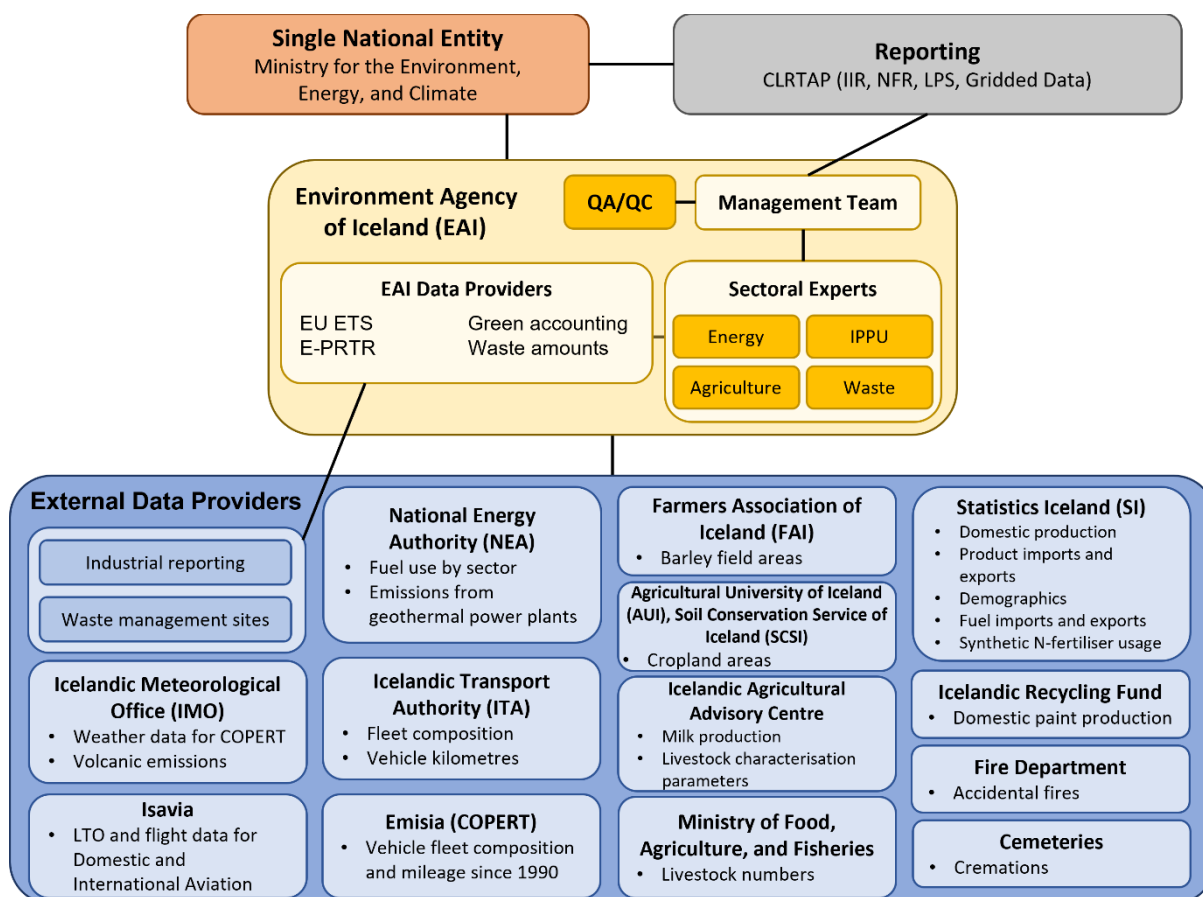 Single National Entity
Ministry for the Environment,
Energy, and Climate
Reporting
CLRTAP (IIR, NFR, LPS, Gridded Data)
Environment Agency
of Iceland (EAI)
QA/QC
Management Team
EAI Data Providers
EU ETS
E-PRTR
Green accounting
Waste amounts
Sectoral Experts
Energy
IPPU
Agriculture
Waste
External Data Providers
Industrial reporting
Waste management sites
Icelandic Meteorological
Office (IMO)
• Weather data for COPERT
• Volcanic emissions
Isavia
• LTO and flight data for
Domestic and
International Aviation
National Energy
Authority (NEA)
• Fuel use by sector
• Emissions from
geothermal power plants
Icelandic Transport
Authority (ITA)
• Fleet composition
• Vehicle kilometres
Emisia (COPERT)
• Vehicle fleet composition
and mileage since 1990
Farmers Association of
Iceland (FAI)
• Barley field areas
Agricultural University of Iceland
(AUI), Soil Conservation Service of
Iceland (SCSI)
• Cropland areas
Icelandic Agricultural
Advisory Centre
• Milk production
• Livestock characterisation
parameters
Ministry of Food,
Agriculture, and Fisheries
• Livestock numbers
Statistics Iceland (SI)
• Domestic production
• Product imports and
exports
• Demographics
• Fuel imports and exports
• Synthetic N-fertiliser usage
Icelandic Recycling Fund
• Domestic paint production
Fire Department
• Accidental fires
Cemeteries
• Cremations